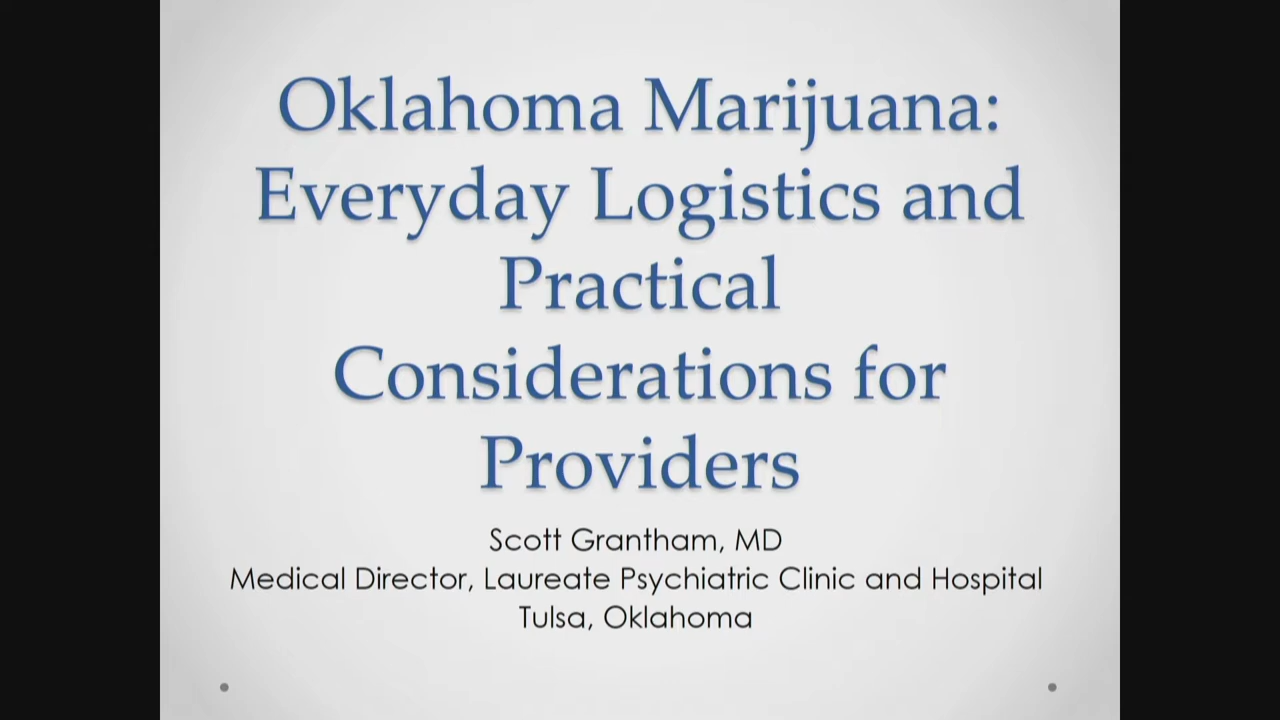 Oklahoma Marijuana:
Everyday Logistics and
Practical
Considerations for
Providers
Scott Grantham, MD
Medical Director, Laureate Psychiatric Clinic and Hospital
Tulsa, Oklahoma